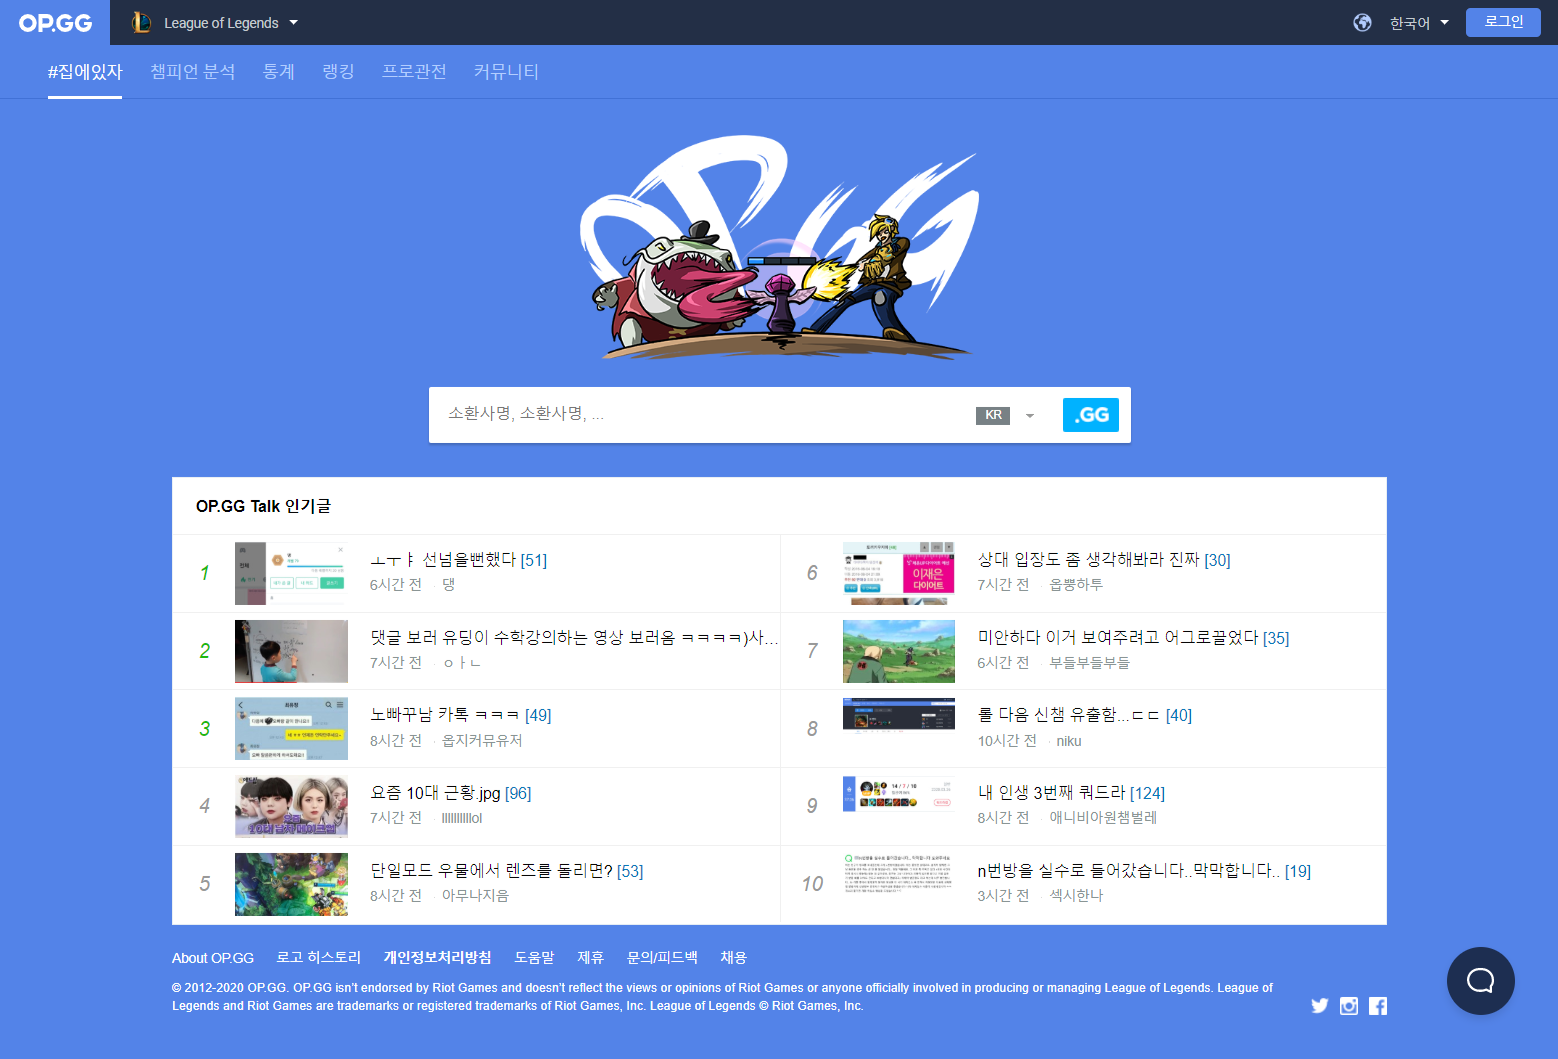 OP.GG
League of Legends
한국어
로그인
#집에있자
챔피언 분석
통계
랭킹
프로관전
커뮤니티
OP.GG
소환사명, 소환사명, ...
KR
.GG
OP.GG Talk 인기글
1
ㅗㅜㅑ 선넘을뻔했다 [51]
6시간 전 · 댕
2
댓글 보러 유딩이 수학강의하는 영상 보러옴 ㅋㅋㅋㅋ)사...
7시간 전 · ㅇㅏㄴ
3
노빠꾸남 카톡 ㅋㅋㅋ [49]
8시간 전 · 옵지커뮤유저
4
요즘 10대 근황.jpg [96]
7시간 전 · lllllllllol
5
단일모드 우물에서 렌즈를 돌리면? [53]
8시간 전 · 아무나지음
6
상대 입장도 좀 생각해봐라 진짜 [30]
7시간 전 · 옵뿅하투
이재은
다이어트
7
미안하다 이거 보여주려고 어그로끌었다 [35]
6시간 전 · 부들부들부들
8
롤 다음 신챔 유출함...ㄷㄷ [40]
10시간 전 · niku
9
내 인생 3번째 쿼드라 [124]
8시간 전 · 애니비아원챔벌레
10
n번방을 실수로 들어갔습니다..막막합니다.. [19]
3시간 전 · 섹시한나
About OP.GG
로고 히스토리
개인정보처리방침
도움말
제휴
문의/피드백
채용
© 2012-2020 OP.GG. OP.GG isn't endorsed by Riot Games and doesn't reflect the views or opinions of Riot Games or anyone officially involved in producing or managing League of Legends. League of
Legends and Riot Games are trademarks or registered trademarks of Riot Games, Inc. League of Legends © Riot Games, Inc.